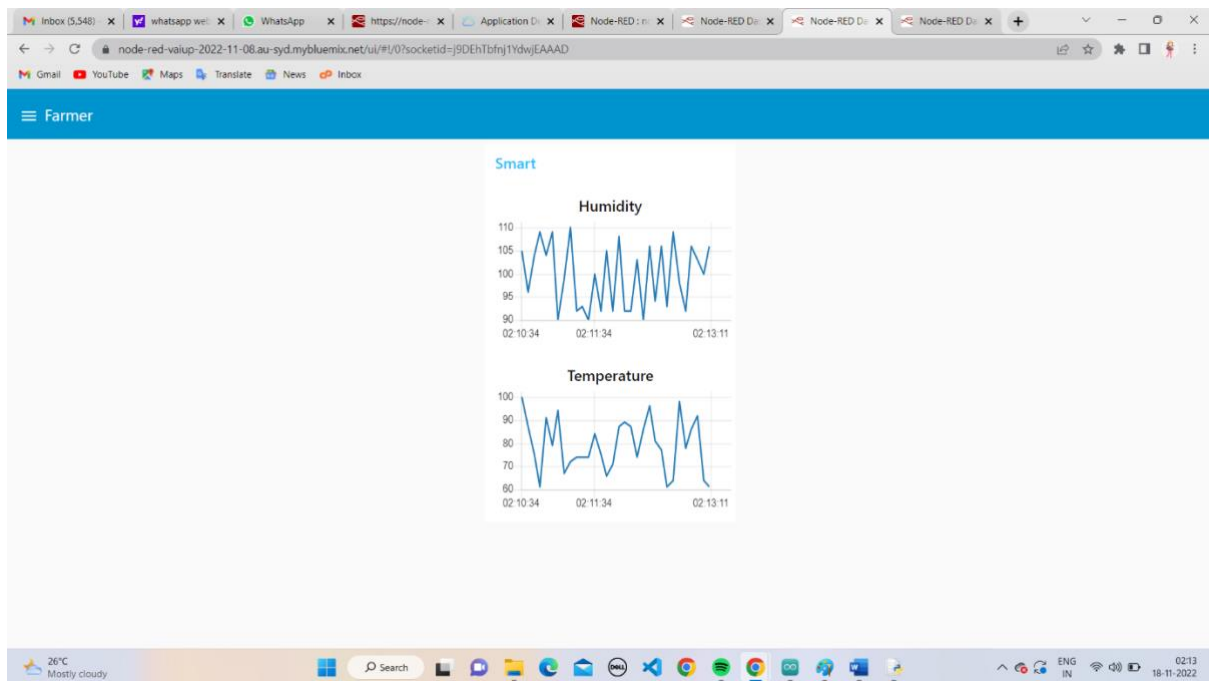 Inbox (5,548) -
whatsapp wel
WhatsApp
https://node-r
Application De
Node-RED : no
Node-RED Da
Node-RED Da
Node-RED Da
node-red-vaiup-2022-11-08.au-syd.mybluemix.net/ui/#!/0?socketid=j9DEhTbfnj1YdwjEAAAD
Gmail YouTube Maps Translate News Inbox
Farmer
Smart
Humidity
110
105
100
95
90
02:10:34 02:11:34 02:13:11
Temperature
100
90
80
70
60
02:10:34 02:11:34 02:13:11
26°C
Mostly cloudy
Search
DELL
ENG
IN
02:13
18-11-2022